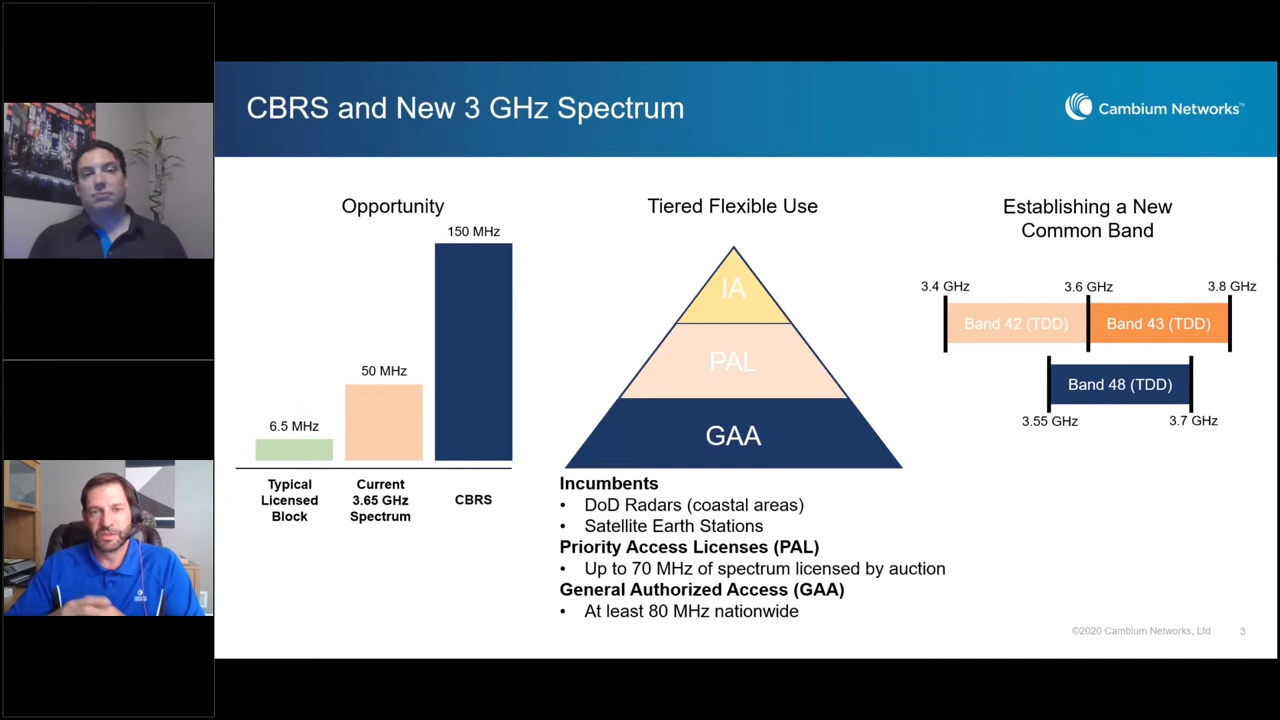 CBRS and New 3 GHz Spectrum
Cambium Networks™
Opportunity
150 MHz
50 MHz
6.5 MHz
Typical
Licensed
Block
Current
3.65 GHz
Spectrum
CBRS
Tiered Flexible Use
IA
PAL
GAA
Incumbents
• DoD Radars (coastal areas)
• Satellite Earth Stations
Priority Access Licenses (PAL)
• Up to 70 MHz of spectrum licensed by auction
General Authorized Access (GAA)
• At least 80 MHz nationwide
Establishing a New
Common Band
3.4 GHz 3.6 GHz 3.8 GHz
Band 42 (TDD) Band 43 (TDD)
Band 48 (TDD)
3.55 GHz 3.7 GHz
©2020 Cambium Networks, Ltd 3